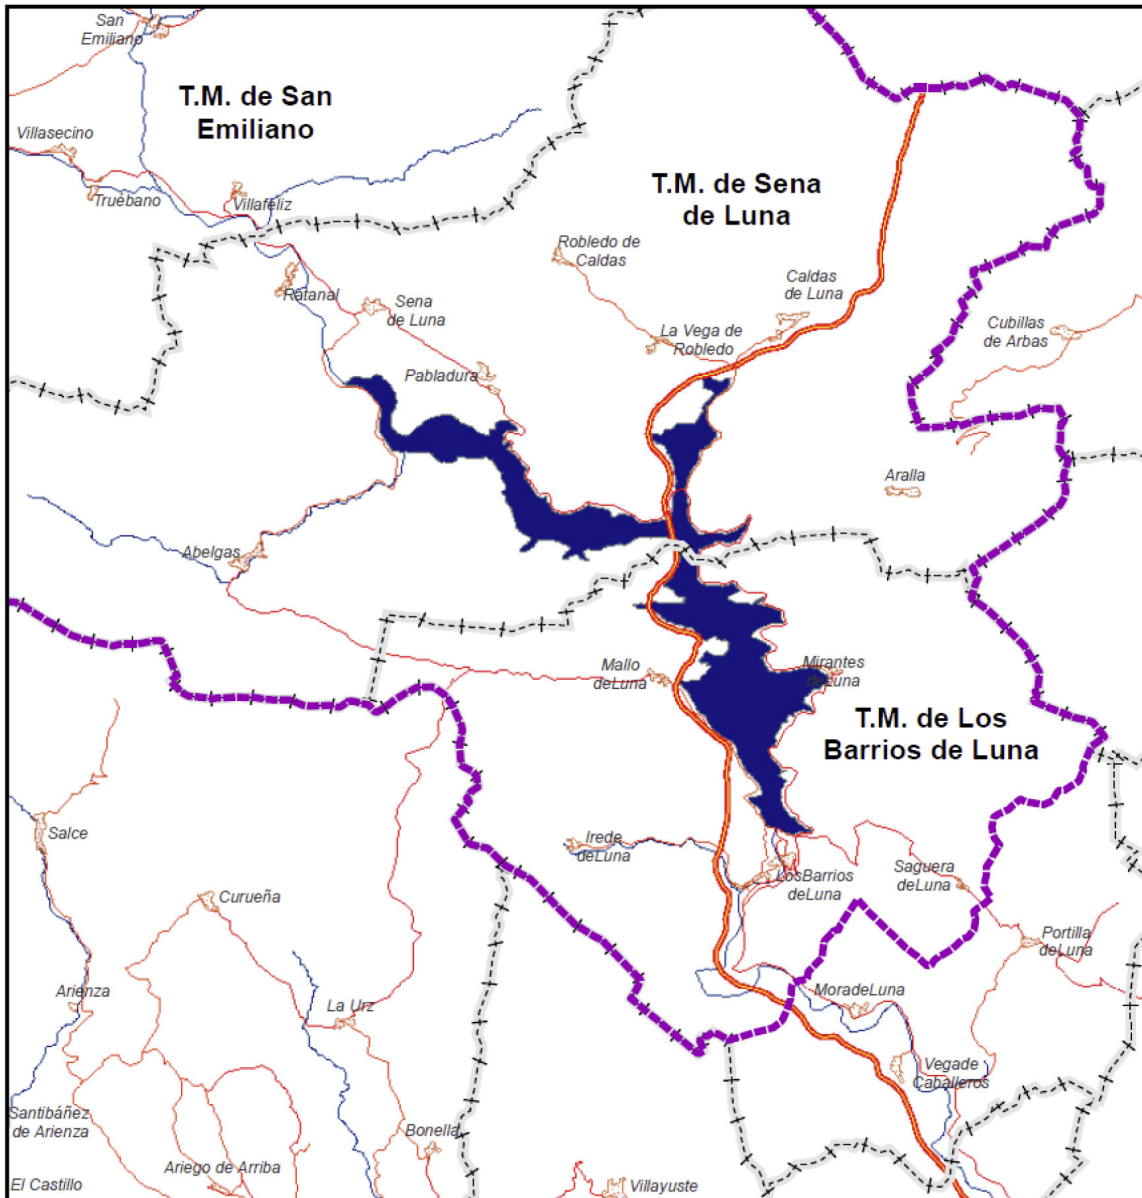 San
Emiliano
T.M. de San
Emiliano
Villasecino
Truébano
Villafeliz
T.M. de Sena
de Luna
Robledo de
Caldas
Caldas
de Luna
Ratanal
Sena
de Luna
La Vega de
Robledo
Cubillas
de Arbas
Pabladura
Aralla
Abelgas
Mallo
deLuna
Mirantes
deLuna
T.M. de Los
Barrios de Luna
Salce
Irede
deLuna
LosBarrios
deLuna
Saguera
deLuna
Curueña
Portilla
deLuna
Arienza
La Urz
MoradeLuna
Vegade
Caballeros
Santibáñez
de Arienza
Bonella
Ariego de Arriba
El Castillo
Villayuste